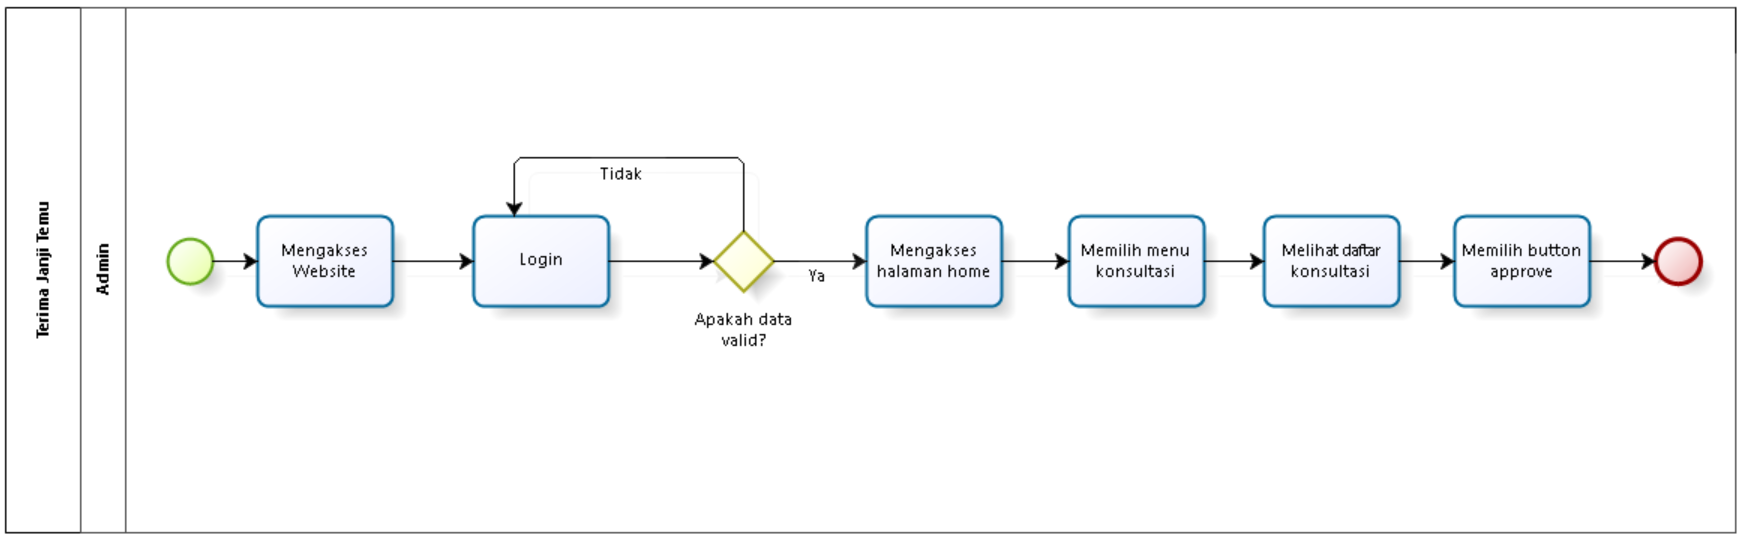 Terima Janji Temu
Admin
Mengakses
Website
Login
Tidak
Apakah data
valid?
Ya
Mengakses
halaman home
Memilih menu
konsultasi
Melihat daftar
konsultasi
Memilih button
approve